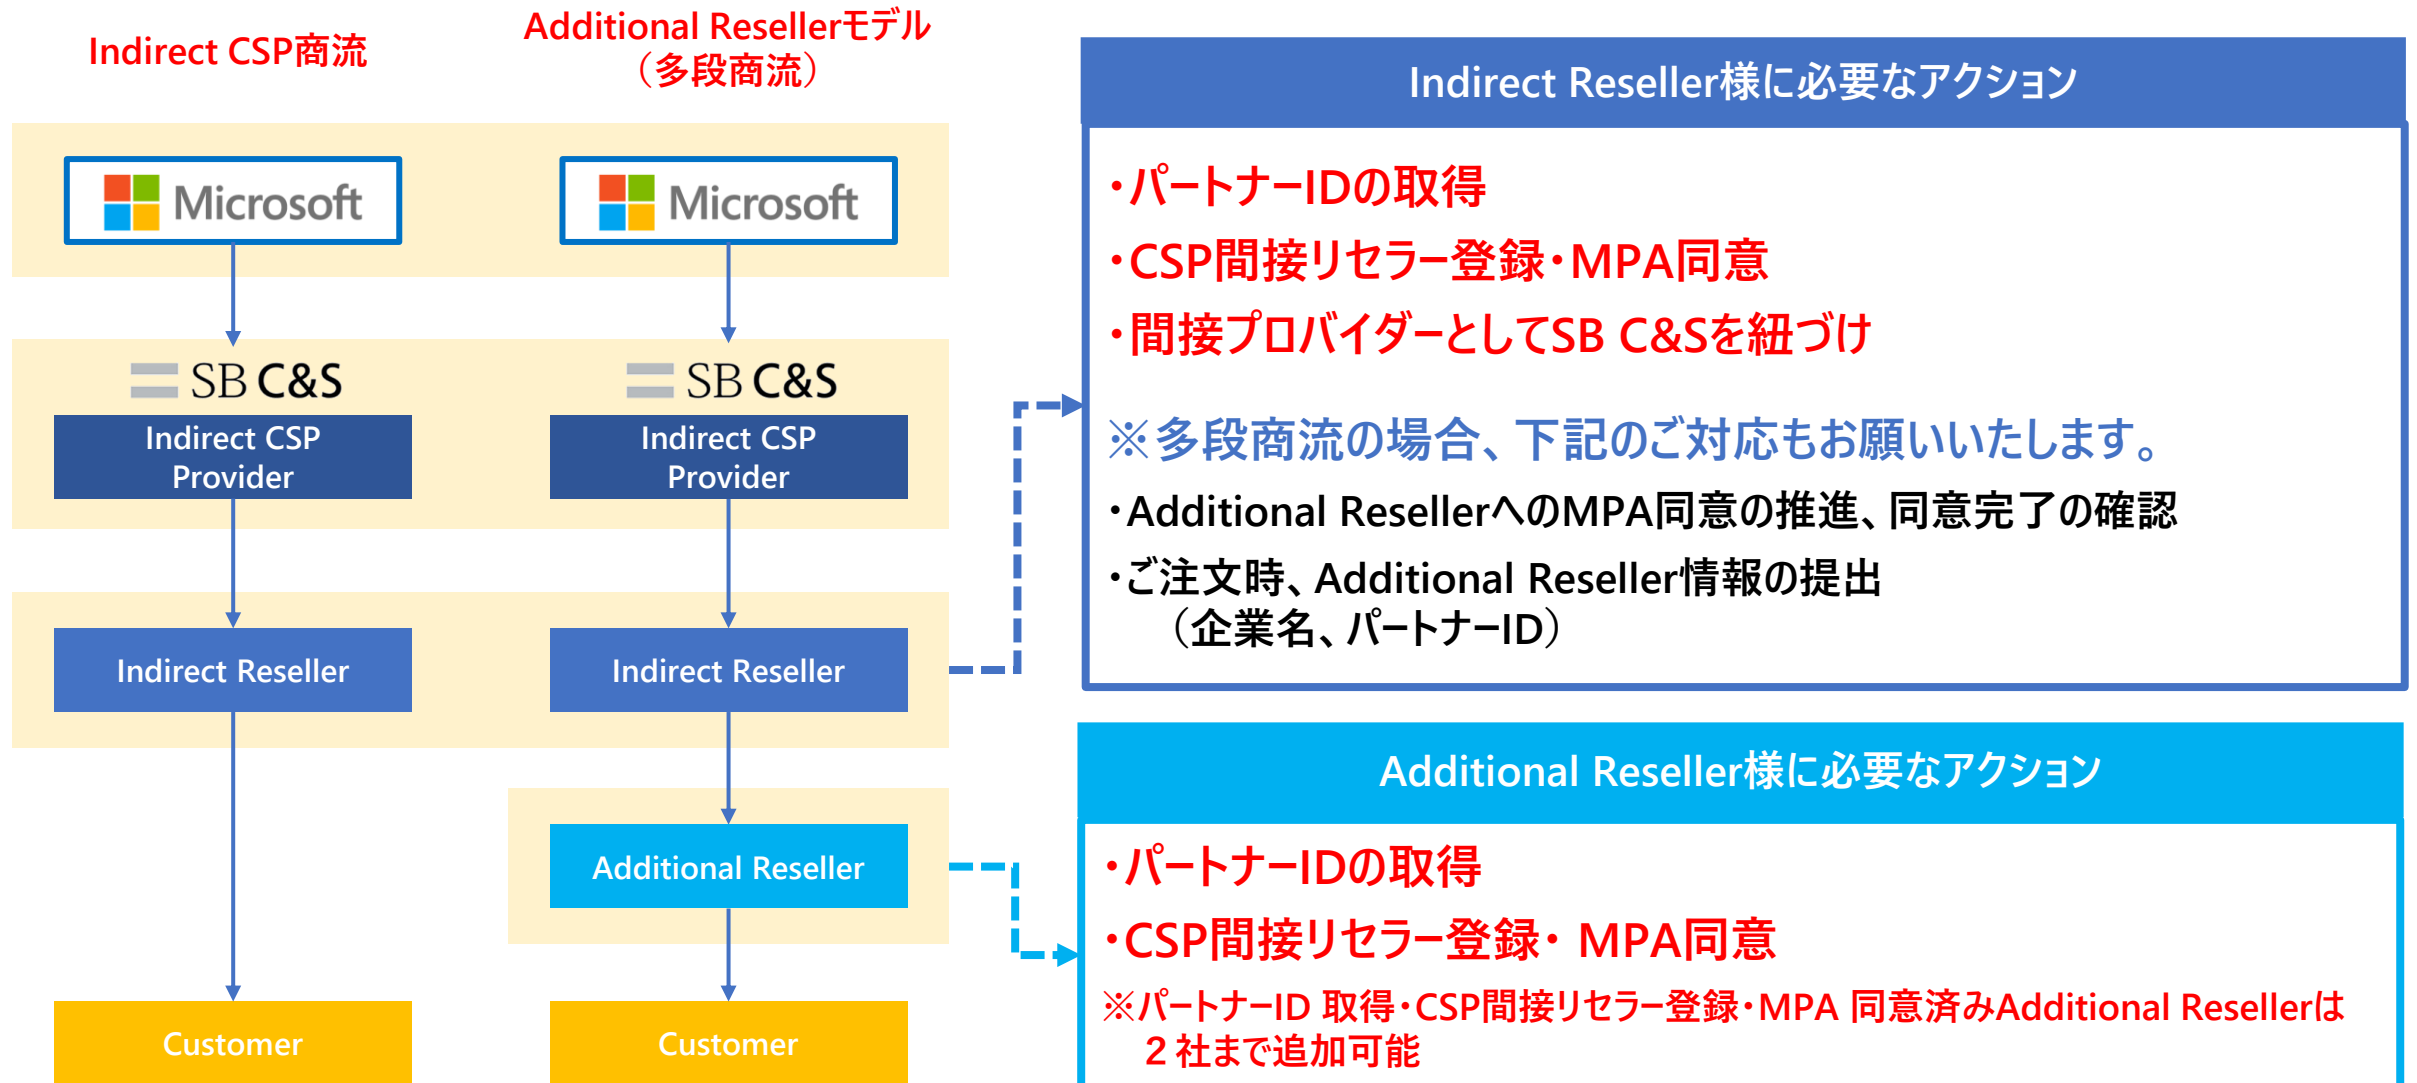 Indirect CSP商流
Additional Resellerモデル
（多段商流）
Microsoft
Microsoft
SB C&S
SB C&S
Indirect CSP
Provider
Indirect CSP
Provider
Indirect Reseller
Indirect Reseller
Additional Reseller
Customer
Customer
Indirect Reseller様に必要なアクション
・パートナーIDの取得
・CSP間接リセラー登録・MPA同意
・間接プロバイダーとしてSB C&Sを紐づけ
※多段商流の場合、下記のご対応もお願いいたします。
・Additional ResellerへのMPA同意の推進、同意完了の確認
・ご注文時、Additional Reseller情報の提出
（企業名、パートナーID）
Additional Reseller様に必要なアクション
・パートナーIDの取得
・CSP間接リセラー登録・ MPA同意
※パートナーID 取得・CSP間接リセラー登録・MPA 同意済みAdditional Resellerは
２社まで追加可能